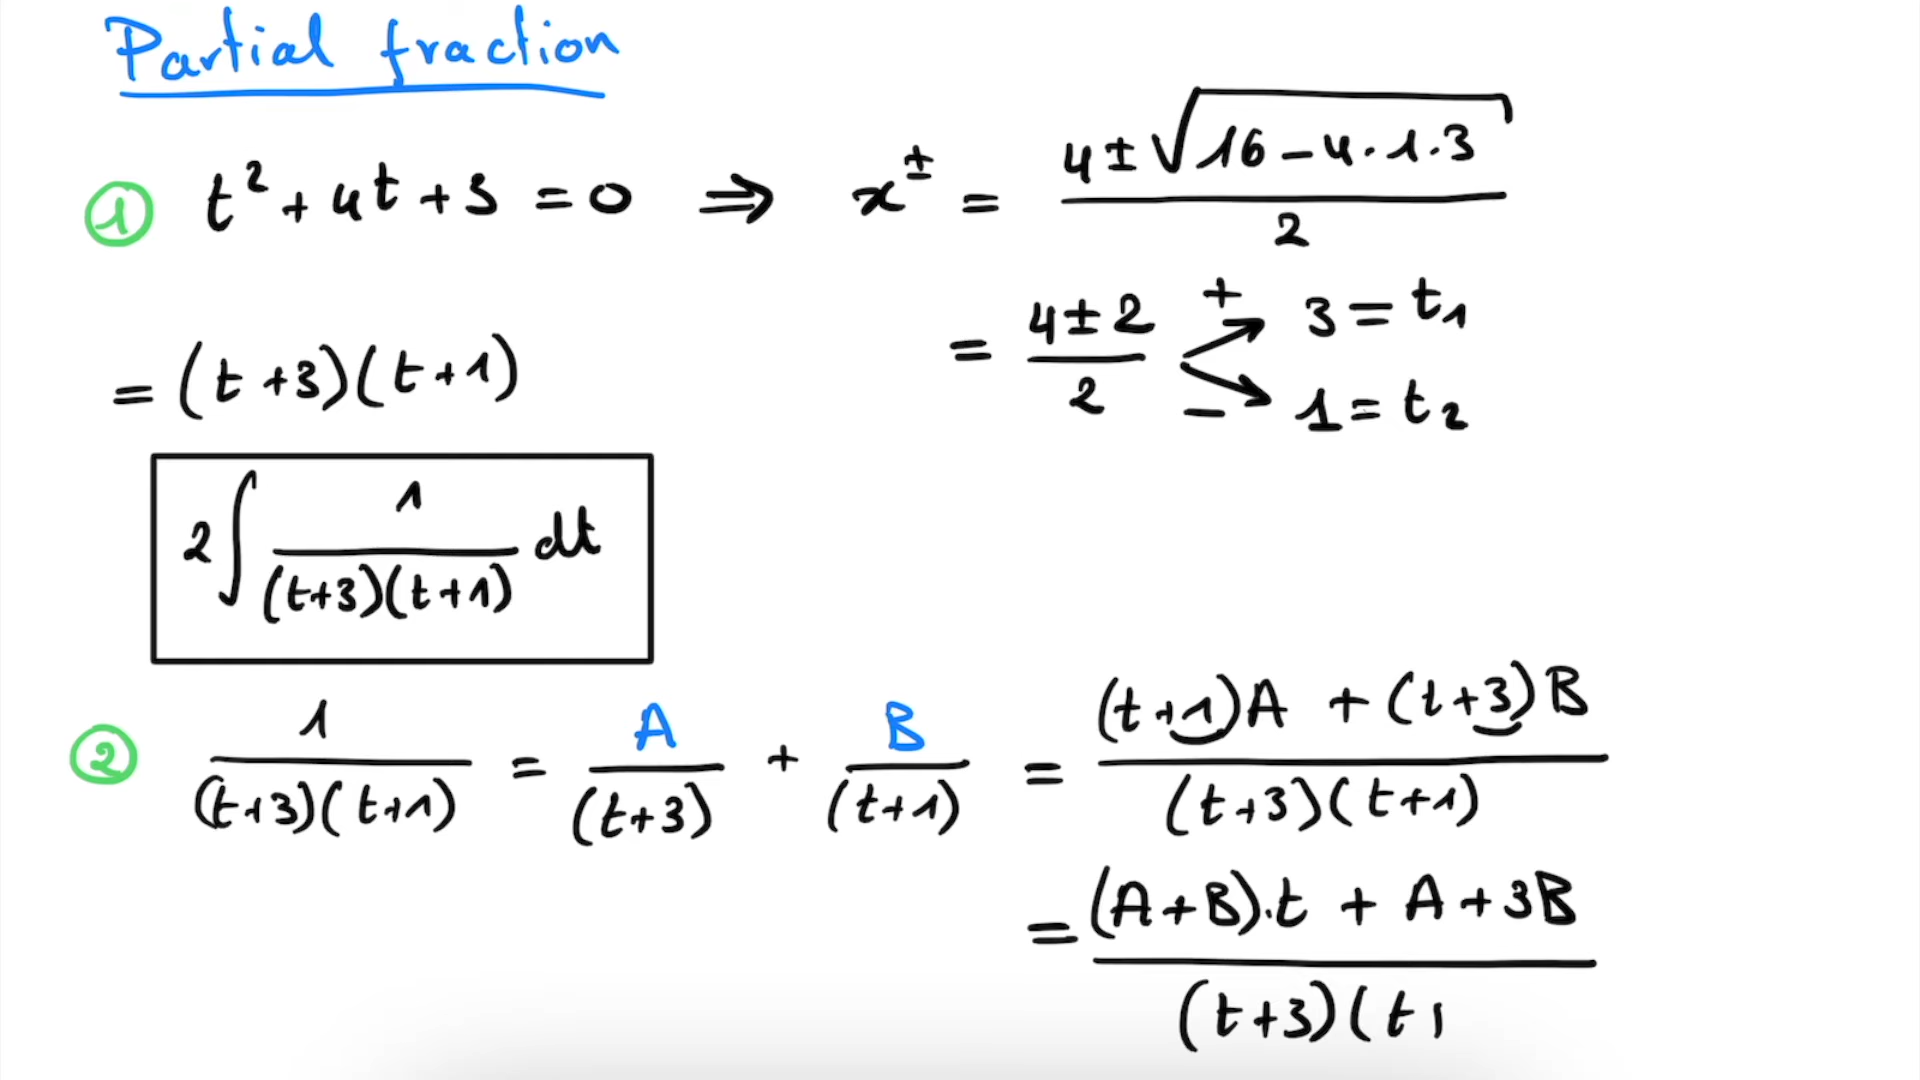 Partial fraction
① t² + 4t + 3 = 0 ⇒ x± = (4 ± √(16 − 4·1·3)) / 2
= (4 ± 2) / 2
+ 3 = t₁
− 1 = t₂
= (t + 3)(t + 1)
2 ∫ 1 / ((t+3)(t+1)) dt
② 1 / ((t+3)(t+1)) = A / (t+3) + B / (t+1) = ((t+1)A + (t+3)B) / ((t+3)(t+1))
= ((A+B)·t + A + 3B) / ((t+3)(t